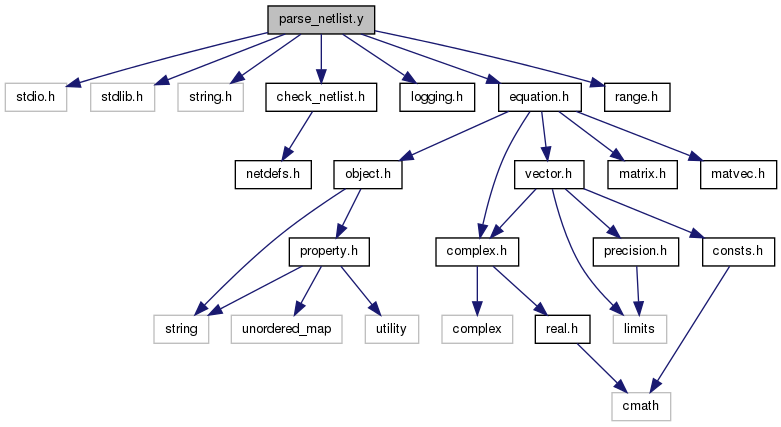 parse_netlist.y
stdio.h
stdlib.h
string.h
check_netlist.h
logging.h
equation.h
range.h
netdefs.h
object.h
vector.h
matrix.h
matvec.h
property.h
complex.h
precision.h
consts.h
string
unordered_map
utility
complex
real.h
limits
cmath